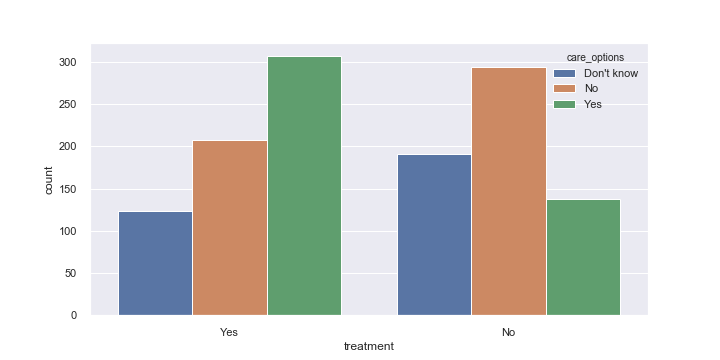 300
250
200
150
100
50
0
count
Yes
No
treatment
care_options
Don't know
No
Yes